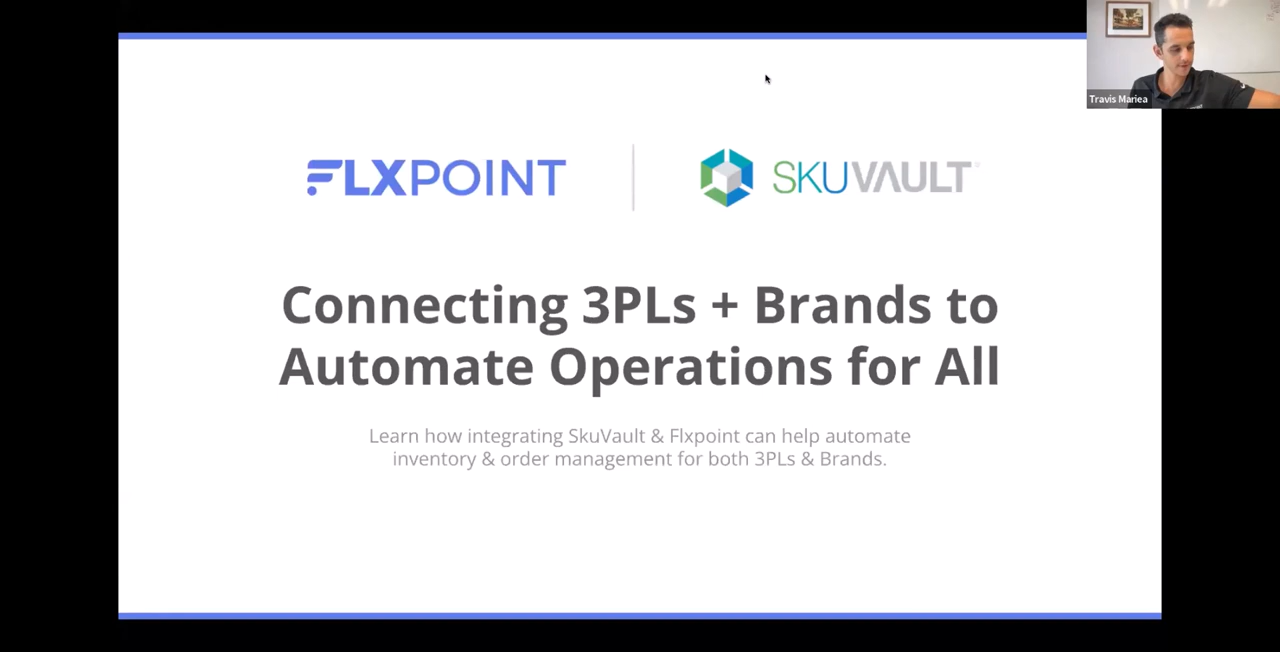 FLXPOINT
SKUVAULT
Connecting 3PLs + Brands to
Automate Operations for All
Learn how integrating SkuVault & Flxpoint can help automate
inventory & order management for both 3PLs & Brands.
Travis Mariea